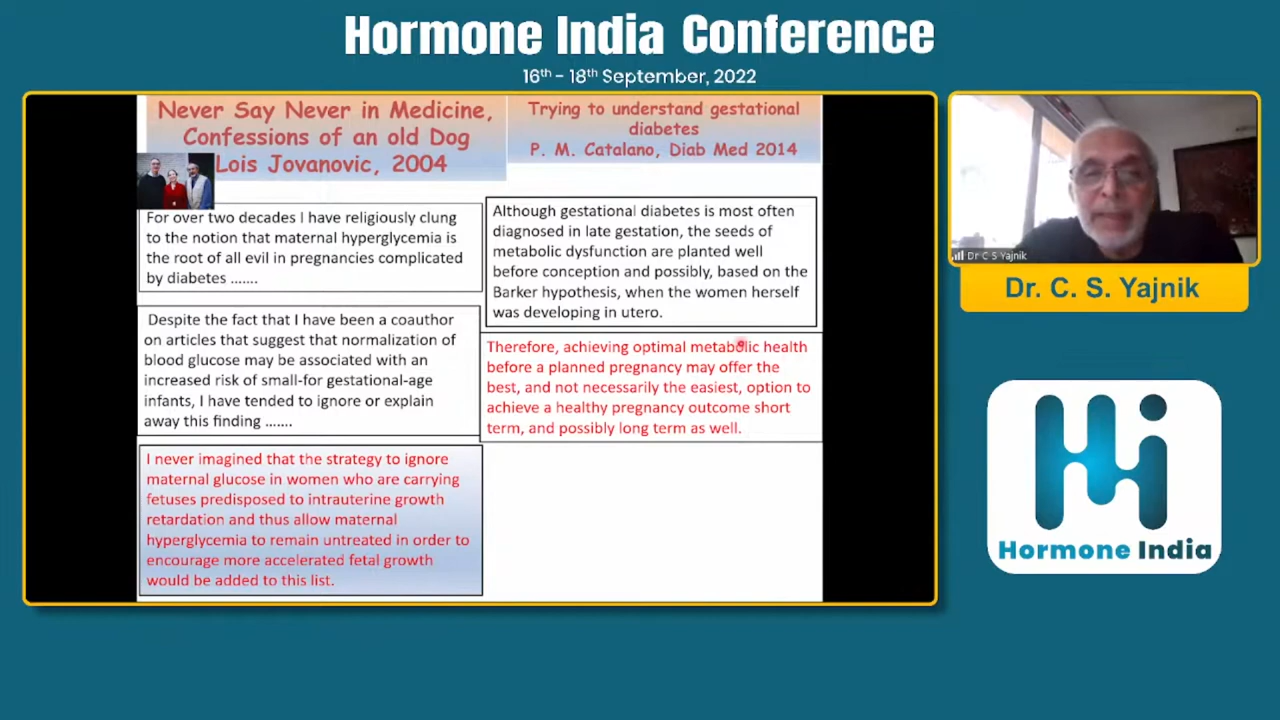 Hormone India Conference
16th - 18th September, 2022
Never Say Never in Medicine,
Confessions of an old Dog
Lois Jovanovic, 2004
For over two decades I have religiously clung
to the notion that maternal hyperglycemia is
the root of all evil in pregnancies complicated
by diabetes .......
Despite the fact that I have been a coauthor
on articles that suggest that normalization of
blood glucose may be associated with an
increased risk of small-for gestational-age
infants, I have tended to ignore or explain
away this finding .......
I never imagined that the strategy to ignore
maternal glucose in women who are carrying
fetuses predisposed to intrauterine growth
retardation and thus allow maternal
hyperglycemia to remain untreated in order to
encourage more accelerated fetal growth
would be added to this list.
Trying to understand gestational
diabetes
P. M. Catalano, Diab Med 2014
Although gestational diabetes is most often
diagnosed in late gestation, the seeds of
metabolic dysfunction are planted well
before conception and possibly, based on the
Barker hypothesis, when the women herself
was developing in utero.
Therefore, achieving optimal metabolic health
before a planned pregnancy may offer the
best, and not necessarily the easiest, option to
achieve a healthy pregnancy outcome short
term, and possibly long term as well.
Dr C S Yajnik
Dr. C. S. Yajnik
Hi
Hormone India